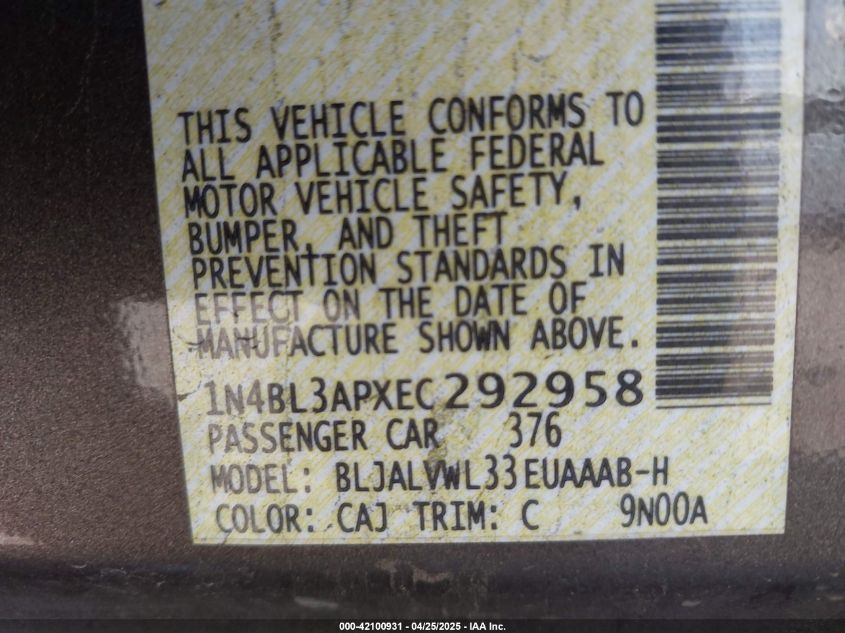 THIS VEHICLE CONFORMS TO
ALL APPLICABLE FEDERAL
MOTOR VEHICLE SAFETY,
BUMPER, AND THEFT
PREVENTION STANDARDS IN
EFFECT ON THE DATE OF
MANUFACTURE SHOWN ABOVE.
1N4BL3APXEC292958
PASSENGER CAR 376
MODEL: BLJALVWL33EUAAAB-H
COLOR: CAJ TRIM: C 9N00A
000-42100931 - 04/25/2025 - IAA Inc.